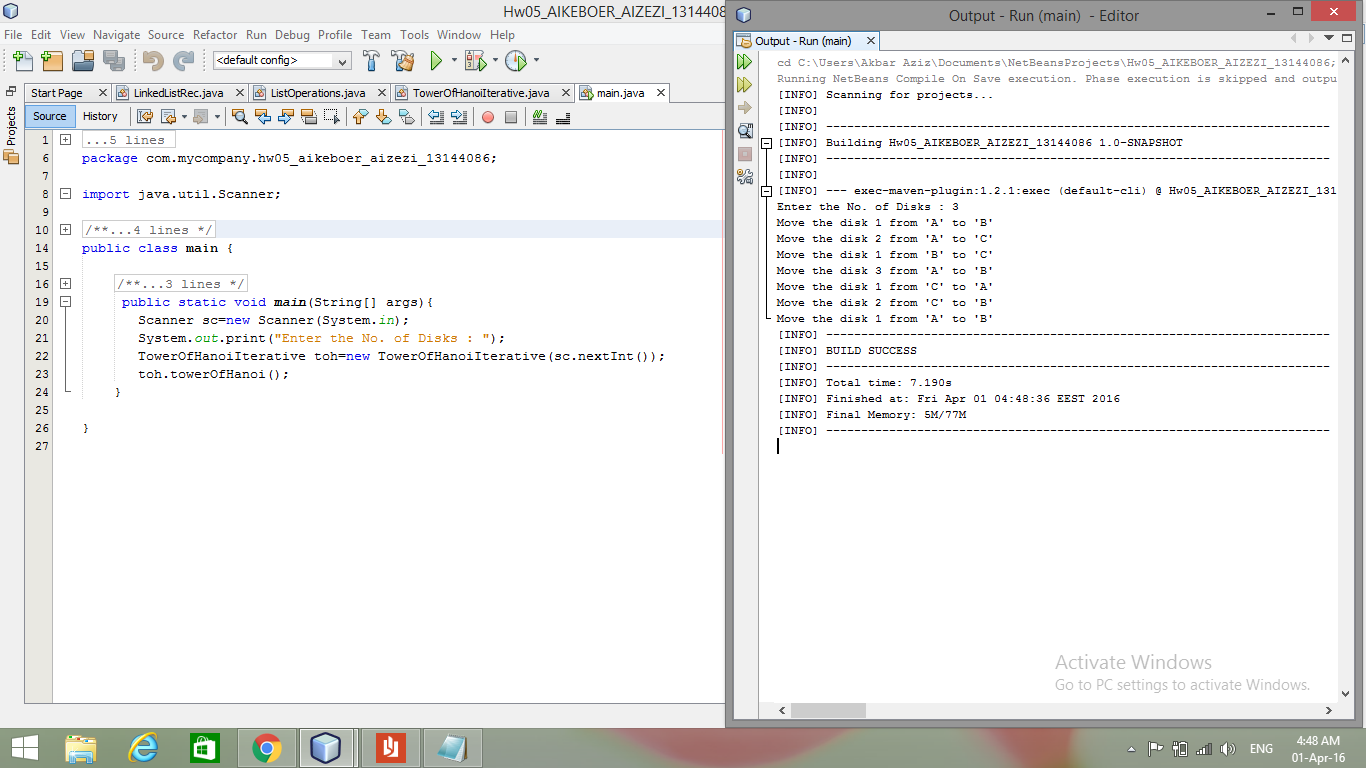 Hw05_AIKEBOER_AIZEZI_1314408
File Edit View Navigate Source Refactor Run Debug Profile Team Tools Window Help
<default config>
Projects
Start Page LinkedListRec.java ListOperations.java TowerOfHanoiIterative.java main.java
Source History
1 ...5 lines
6 package com.mycompany.hw05_aikeboer_aizezi_13144086;
7
8 import java.util.Scanner;
9
10 /**...4 lines */
14 public class main {
15
16 /**...3 lines */
19 public static void main(String[] args){
20 Scanner sc=new Scanner(System.in);
21 System.out.print("Enter the No. of Disks : ");
22 TowerOfHanoiIterative toh=new TowerOfHanoiIterative(sc.nextInt());
23 toh.towerOfHanoi();
24 }
25
26 }
27
Output - Run (main) - Editor
Output - Run (main)
cd C:\Users\Akbar Aziz\Documents\NetBeansProjects\Hw05_AIKEBOER_AIZEZI_13144086;
Running NetBeans Compile On Save execution. Phase execution is skipped and outpu
[INFO] Scanning for projects...
[INFO]
[INFO] ------------------------------------------------------------------------
[INFO] Building Hw05_AIKEBOER_AIZEZI_13144086 1.0-SNAPSHOT
[INFO] ------------------------------------------------------------------------
[INFO]
[INFO] --- exec-maven-plugin:1.2.1:exec (default-cli) @ Hw05_AIKEBOER_AIZEZI_131
Enter the No. of Disks : 3
Move the disk 1 from 'A' to 'B'
Move the disk 2 from 'A' to 'C'
Move the disk 1 from 'B' to 'C'
Move the disk 3 from 'A' to 'B'
Move the disk 1 from 'C' to 'A'
Move the disk 2 from 'C' to 'B'
Move the disk 1 from 'A' to 'B'
[INFO] ------------------------------------------------------------------------
[INFO] BUILD SUCCESS
[INFO] ------------------------------------------------------------------------
[INFO] Total time: 7.190s
[INFO] Finished at: Fri Apr 01 04:48:36 EEST 2016
[INFO] Final Memory: 5M/77M
[INFO] ------------------------------------------------------------------------
Activate Windows
Go to PC settings to activate Windows.
ENG
4:48 AM
01-Apr-16